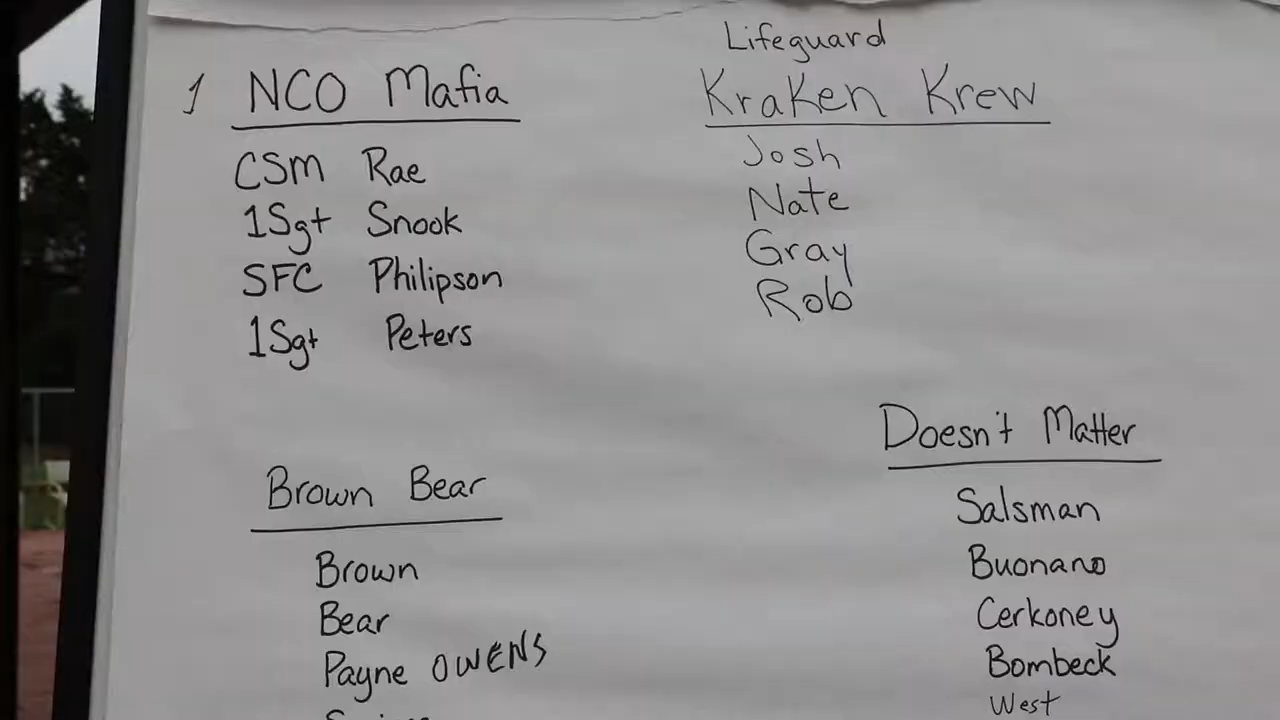 1 NCO Mafia
CSM Rae
1Sgt Snook
SFC Philipson
1Sgt Peters
Lifeguard
Kraken Krew
Josh
Nate
Gray
Rob
Brown Bear
Brown
Bear
Payne OWENS
Doesn't Matter
Salsman
Buonano
Cerkoney
Bombeck
West